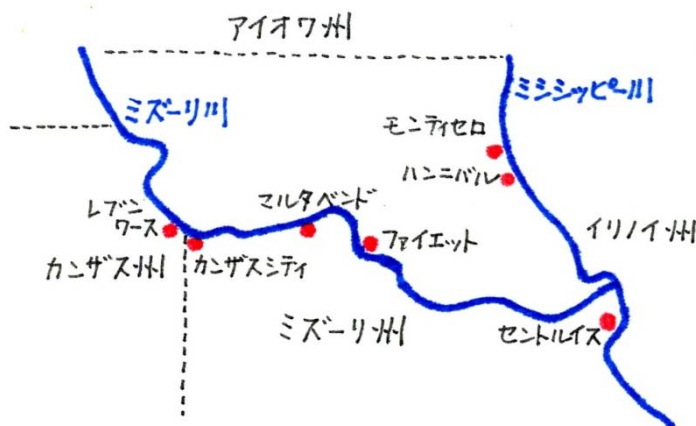 アイオワ州
ミズーリ川
ミシシッピー川
モンティセロ
ハンニバル
マルタベンド
レブン
ワース
ファイエット
イリノイ州
カンザス州
カンザスシティ
ミズーリ州
セントルイス